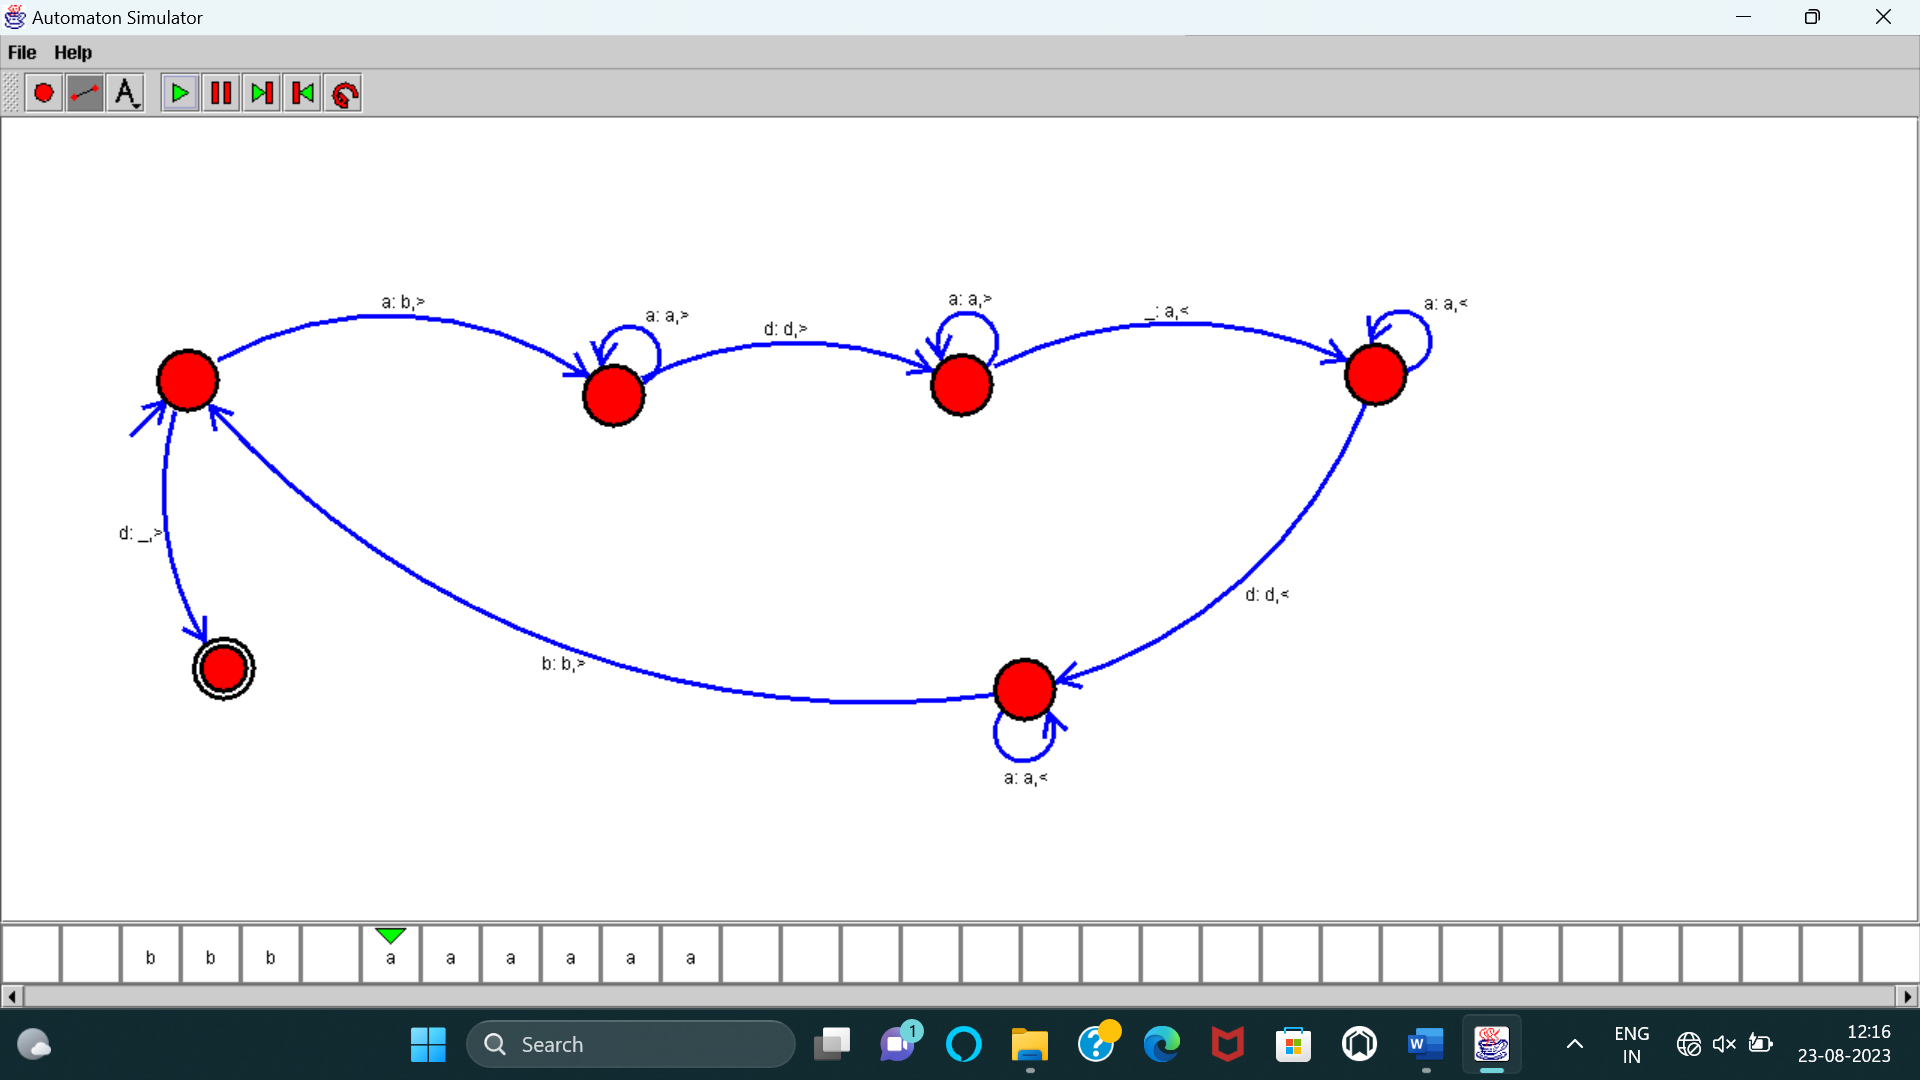 Automaton Simulator
File Help
A
a: b,>
a: a,>
d: d,>
a: a,>
_: a,<
a: a,<
d: _,>
b: b,>
d: d,<
a: a,<
b b b a a a a a a
1
Search
W
ENG
IN
12:16
23-08-2023